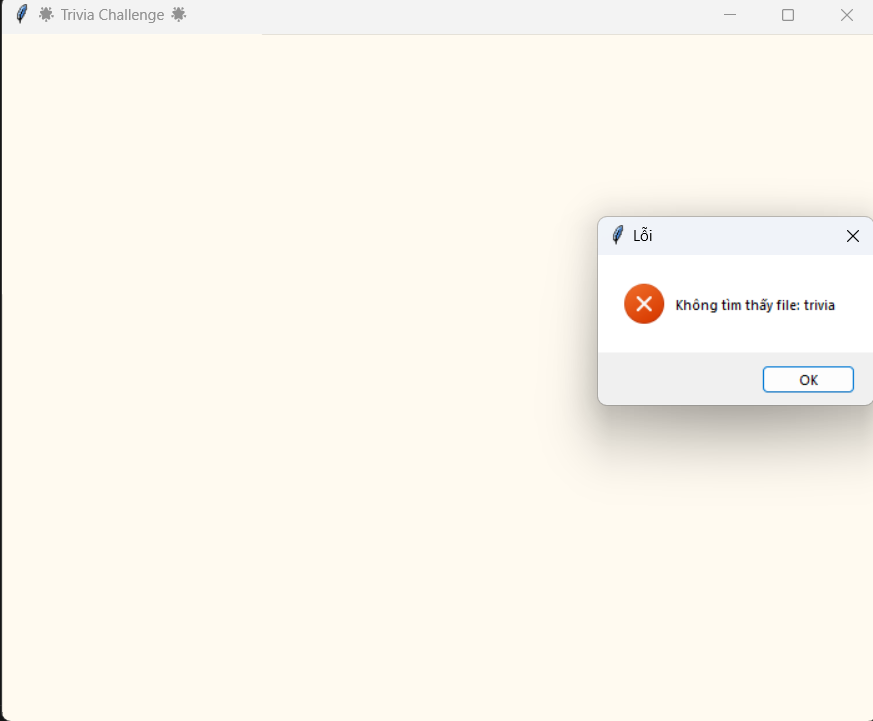 Trivia Challenge
Lỗi
Không tìm thấy file: trivia
OK